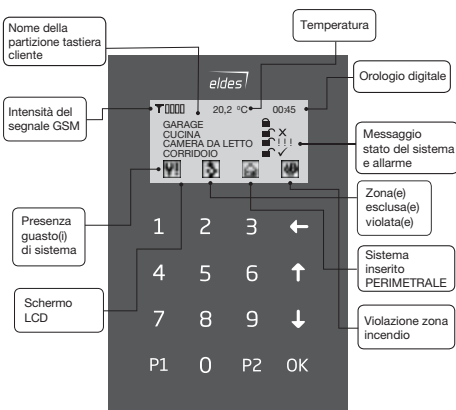 Nome della
partizione tastiera
cliente
Temperatura
eldes
Orologio digitale
Intensità del
segnale GSM
20,2 °C
00:45
GARAGE
CUCINA
CAMERA DA LETTO
CORRIDOIO
X
!!!
✓
Messaggio
stato del sistema
e allarme
Y!
Zona(e)
esclusa(e)
violata(e)
Presenza
guasto(i)
di sistema
1 2 3 ←
Sistema
inserito
PERIMETRALE
4 5 6 ↑
Schermo
LCD
7 8 9 ↓
Violazione zona
incendio
P1 0 P2 OK